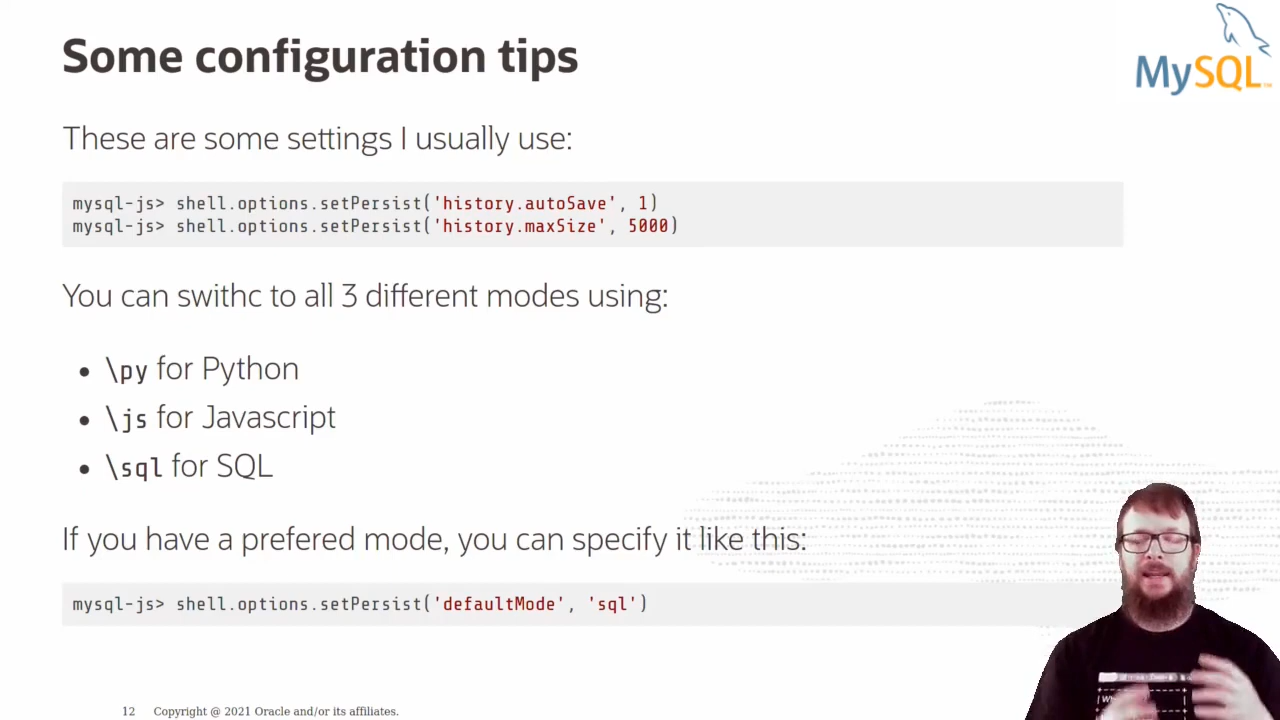 Some configuration tips
MySQL
These are some settings I usually use:
mysql-js> shell.options.setPersist('history.autoSave', 1)
mysql-js> shell.options.setPersist('history.maxSize', 5000)
You can swithc to all 3 different modes using:
• \py for Python
• \js for Javascript
• \sql for SQL
If you have a prefered mode, you can specify it like this:
mysql-js> shell.options.setPersist('defaultMode', 'sql')
12 Copyright @ 2021 Oracle and/or its affiliates.